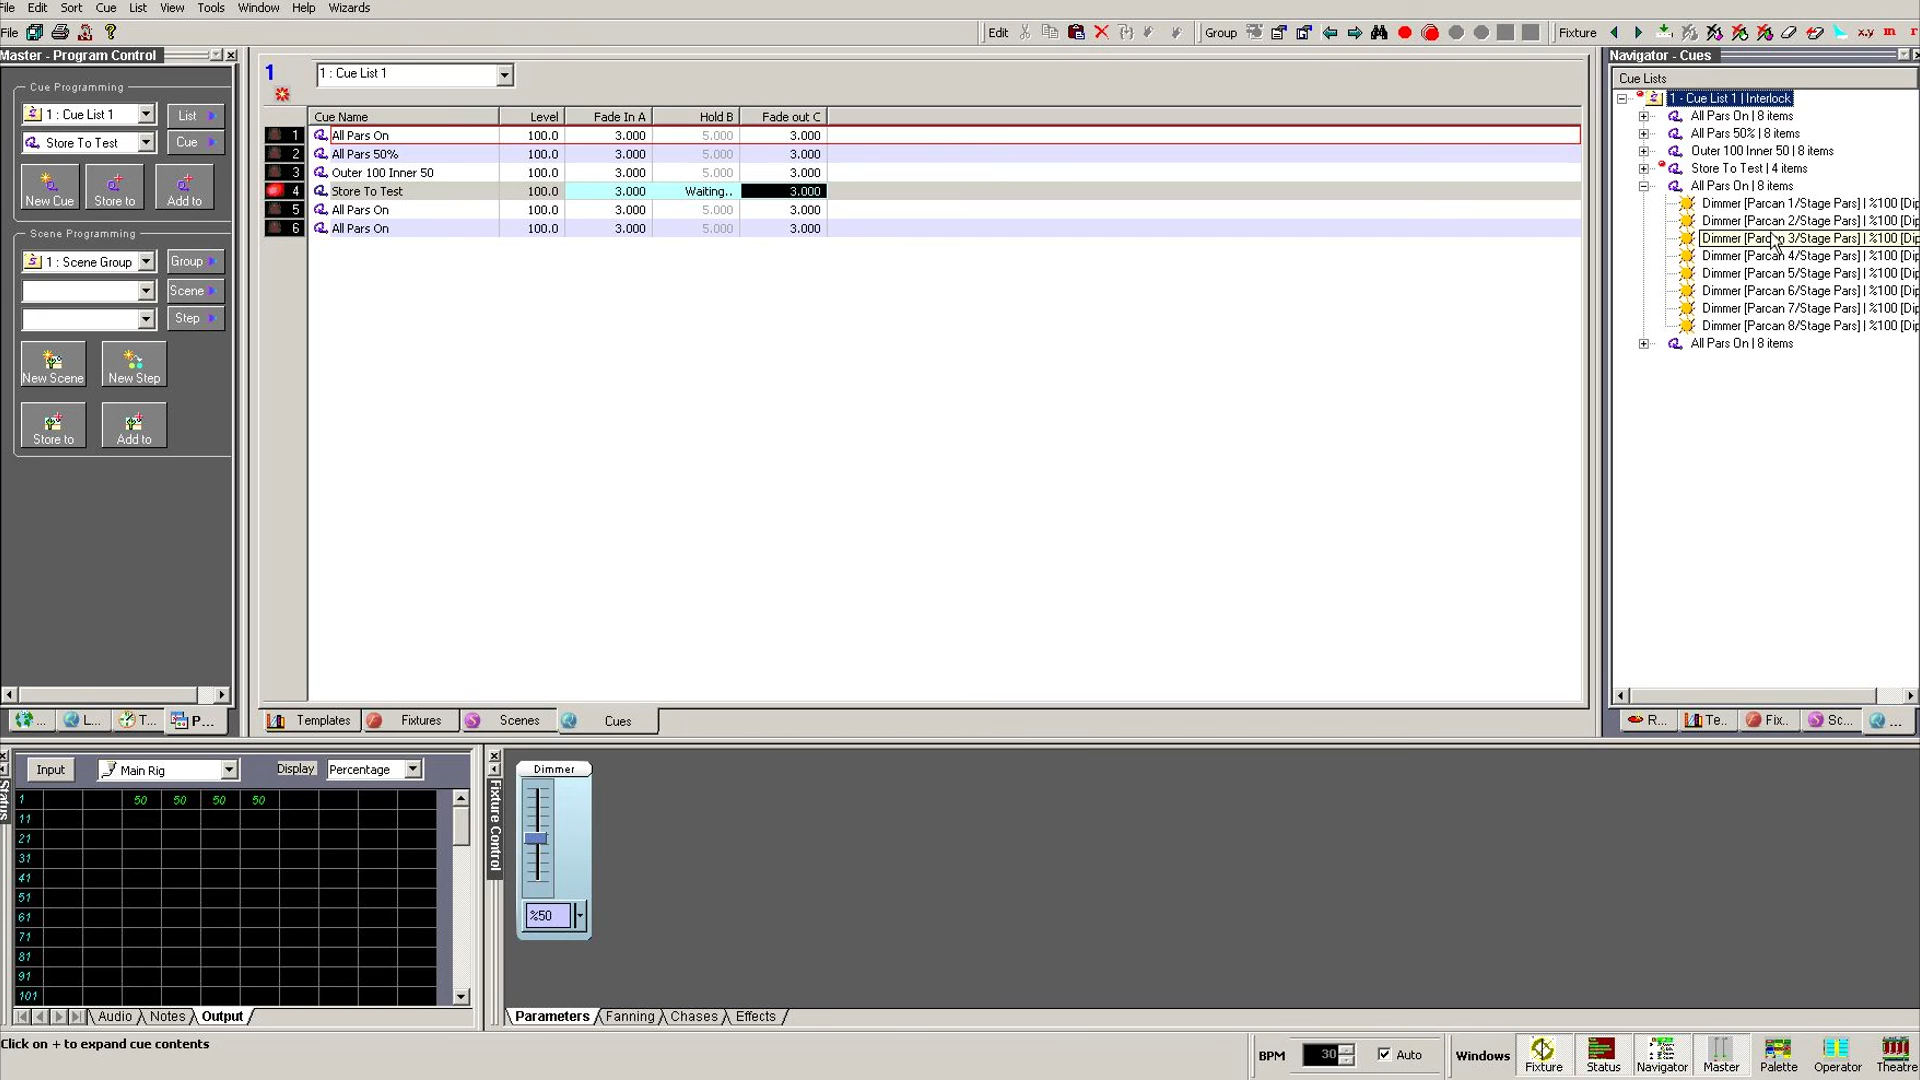 File Edit Sort Cue List View Tools Window Help Wizards
File Edit Group Fixture x.y m r
Master - Program Control
Cue Programming
1 : Cue List 1 List
Store To Test Cue
New Cue Store to Add to
Scene Programming
1 : Scene Group Group
Scene
Step
New Scene New Step
Store to Add to
... L... T... P...
1 1 : Cue List 1
Cue Name Level Fade In A Hold B Fade out C
1 All Pars On 100.0 3.000 5.000 3.000
2 All Pars 50% 100.0 3.000 5.000 3.000
3 Outer 100 Inner 50 100.0 3.000 5.000 3.000
4 Store To Test 100.0 3.000 Waiting.. 3.000
5 All Pars On 100.0 3.000 5.000 3.000
6 All Pars On 100.0 3.000 5.000 3.000
Templates Fixtures Scenes Cues
Navigator - Cues
Cue Lists
1 - Cue List 1 | Interlock
All Pars On | 8 items
All Pars 50% | 8 items
Outer 100 Inner 50 | 8 items
Store To Test | 4 items
All Pars On | 8 items
Dimmer [Parcan 1/Stage Pars] | %100 [Dip
Dimmer [Parcan 2/Stage Pars] | %100 [Dip
Dimmer [Parcan 3/Stage Pars] | %100 [Dip
Dimmer [Parcan 4/Stage Pars] | %100 [Dip
Dimmer [Parcan 5/Stage Pars] | %100 [Dip
Dimmer [Parcan 6/Stage Pars] | %100 [Dip
Dimmer [Parcan 7/Stage Pars] | %100 [Dip
Dimmer [Parcan 8/Stage Pars] | %100 [Dip
All Pars On | 8 items
R... Te.. Fix.. Sc... ...
Status
Input Main Rig Display Percentage
1 50 50 50 50
11
21
31
41
51
61
71
81
91
101
Audio Notes Output
Fixture Control
Dimmer
%50
Parameters Fanning Chases Effects
Click on + to expand cue contents
BPM 30 Auto Windows Fixture Status Navigator Master Palette Operator Theatre